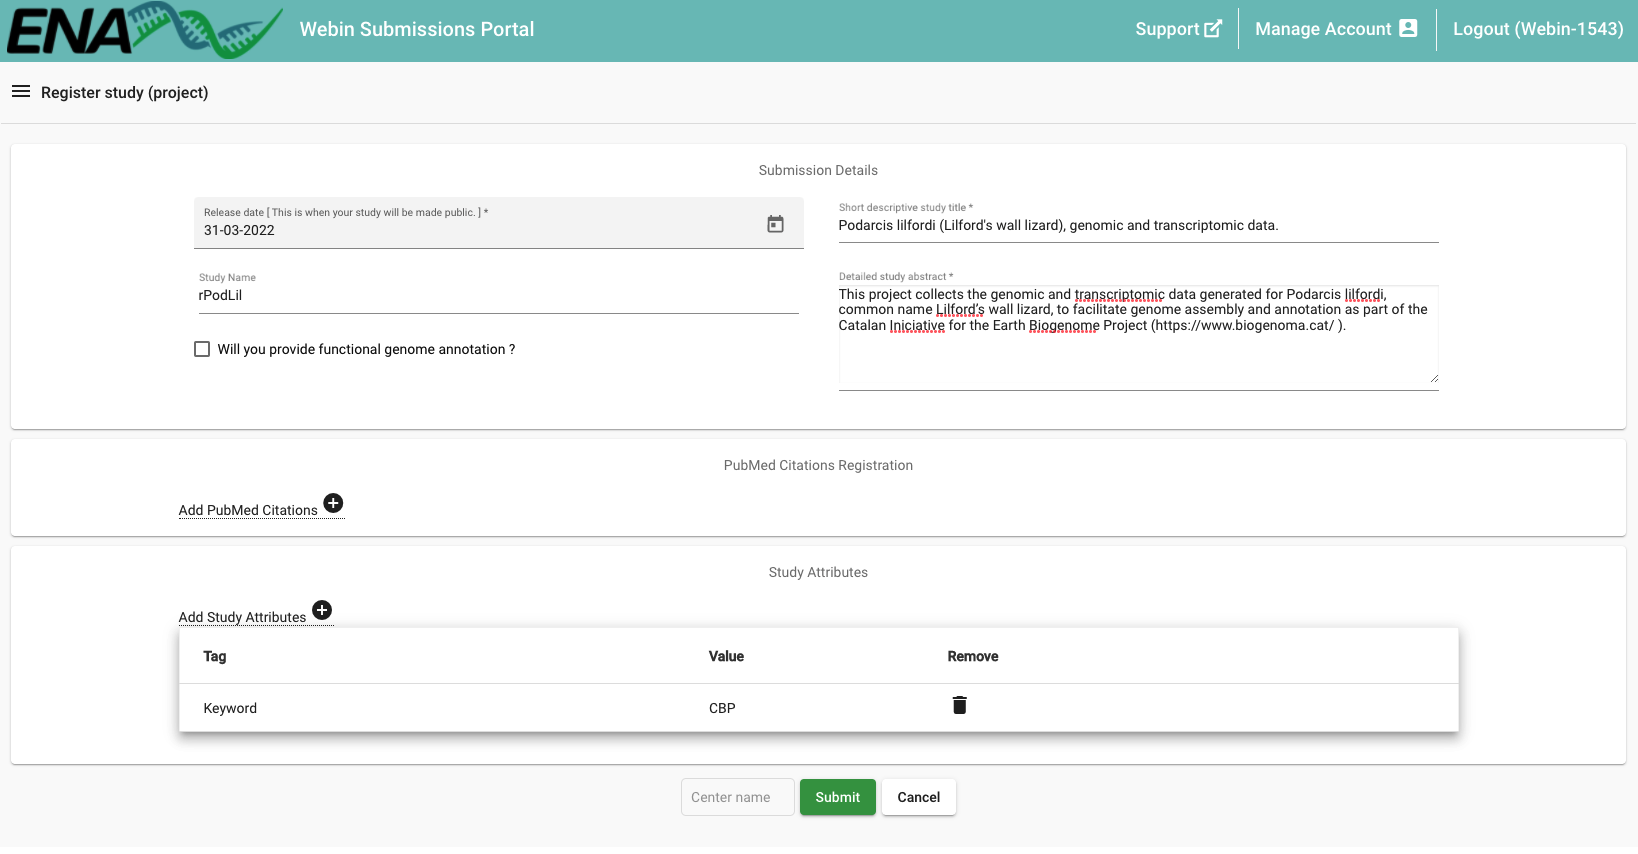 ENA
Webin Submissions Portal
Support
Manage Account
Logout (Webin-1543)
Register study (project)
Submission Details
Release date [ This is when your study will be made public. ] *
31-03-2022
Short descriptive study title *
Podarcis lilfordi (Lilford's wall lizard), genomic and transcriptomic data.
Study Name
rPodLil
Detailed study abstract *
This project collects the genomic and transcriptomic data generated for Podarcis lilfordi,
common name Lilford's wall lizard, to facilitate genome assembly and annotation as part of the
Catalan Iniciative for the Earth Biogenome Project (https://www.biogenoma.cat/ ).
Will you provide functional genome annotation ?
PubMed Citations Registration
Add PubMed Citations
Study Attributes
Add Study Attributes
Tag Value Remove
Keyword CBP
Center name Submit Cancel